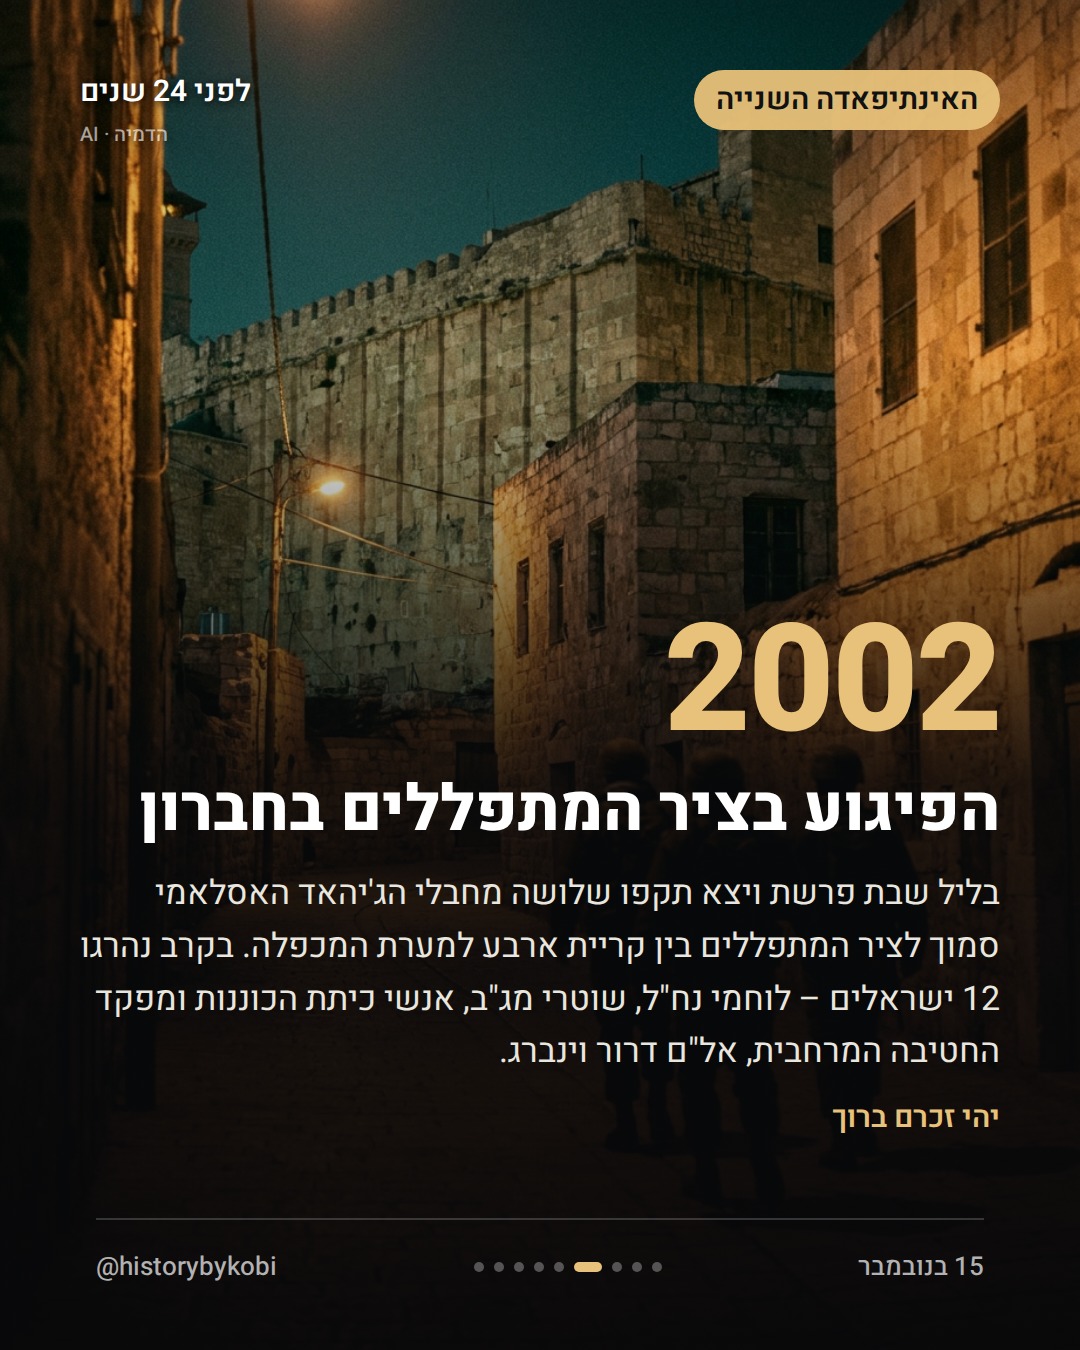 האינתיפאדה השנייה
לפני 24 שנים
הדמיה · AI
2002
הפיגוע בציר המתפללים בחברון
בליל שבת פרשת ויצא תקפו שלושה מחבלי הג'יהאד האסלאמי
סמוך לציר המתפללים בין קריית ארבע למערת המכפלה. בקרב נהרגו
12 ישראלים – לוחמי נח"ל, שוטרי מג"ב, אנשי כיתת הכוננות ומפקד
החטיבה המרחבית, אל"ם דרור וינברג.
יהי זכרם ברוך
15 בנובמבר
@historybykobi